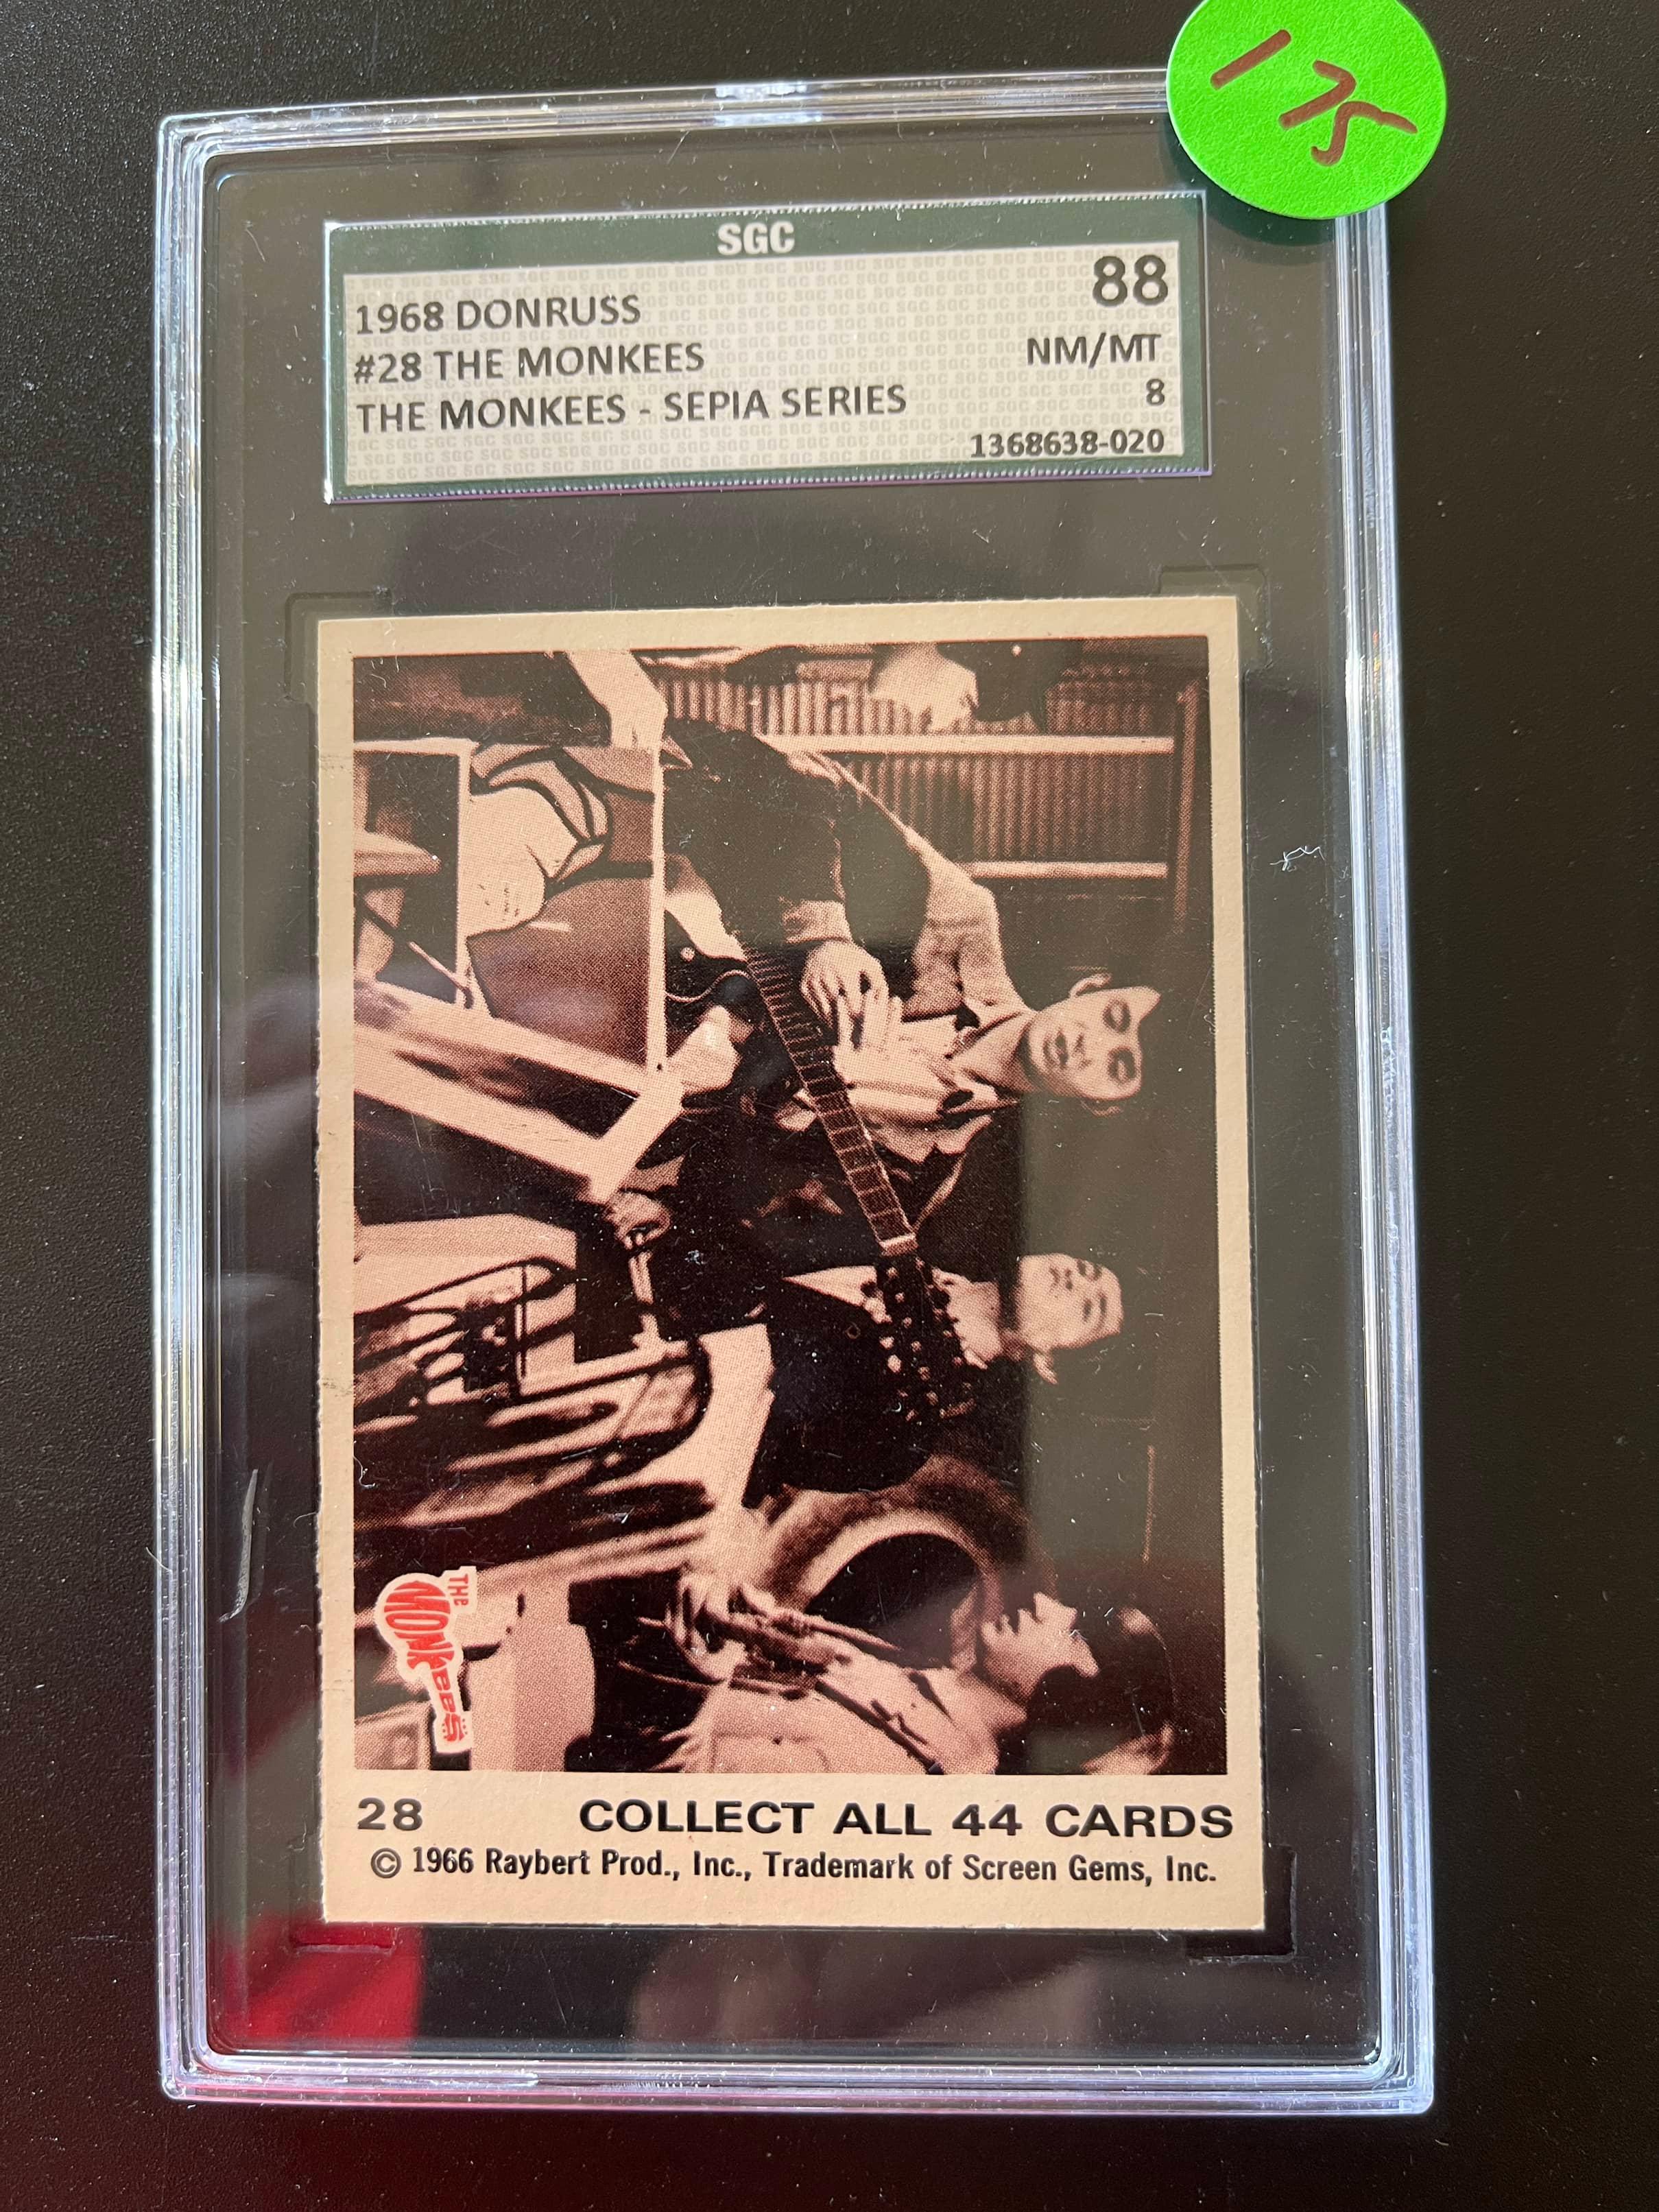 175
SGC
1968 DONRUSS
88
#28 THE MONKEES
NM/MT
THE MONKEES - SEPIA SERIES
8
1368638-020
THE
MONKEES
28 COLLECT ALL 44 CARDS
© 1966 Raybert Prod., Inc., Trademark of Screen Gems, Inc.